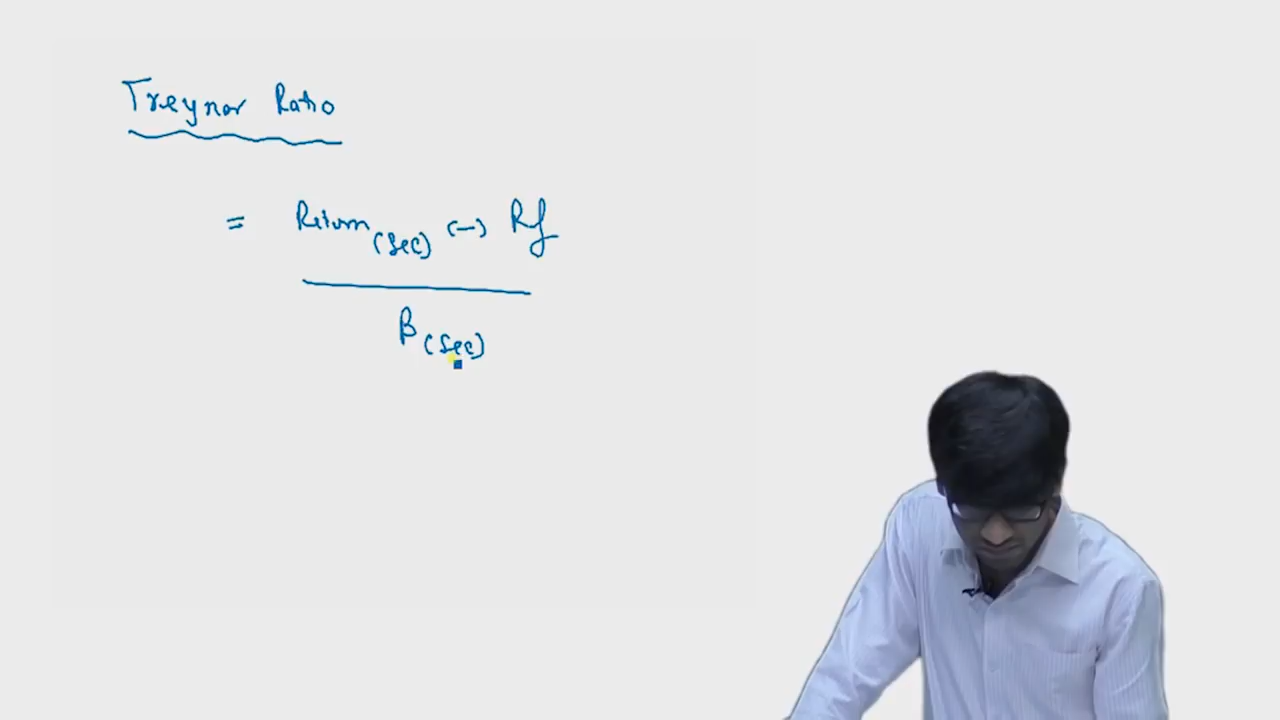 Treynor Ratio
= Return (Sec) (-) Rf
β (Sec)